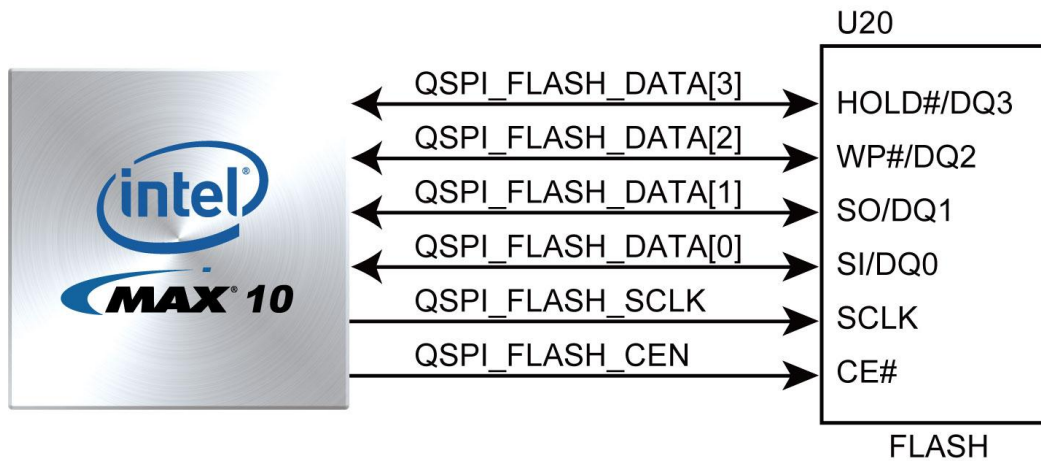 U20
QSPI_FLASH_DATA[3]
HOLD#/DQ3
QSPI_FLASH_DATA[2]
WP#/DQ2
QSPI_FLASH_DATA[1]
SO/DQ1
QSPI_FLASH_DATA[0]
SI/DQ0
QSPI_FLASH_SCLK
SCLK
QSPI_FLASH_CEN
CE#
intel®
MAX® 10
FLASH